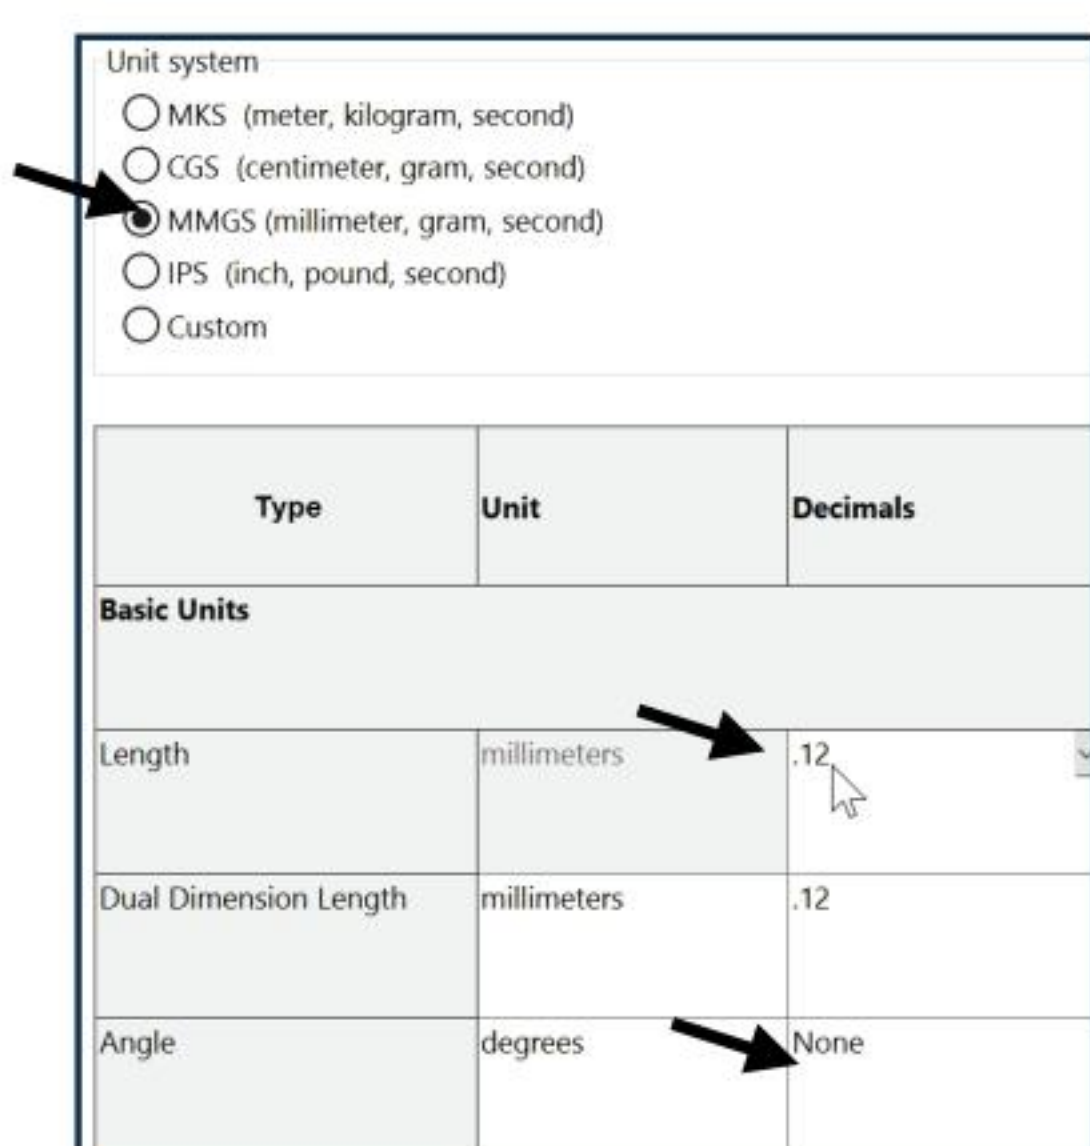 Unit system
MKS (meter, kilogram, second)
CGS (centimeter, gram, second)
MMGS (millimeter, gram, second)
IPS (inch, pound, second)
Custom
Type Unit Decimals
Basic Units
Length millimeters .12
Dual Dimension Length millimeters .12
Angle degrees None